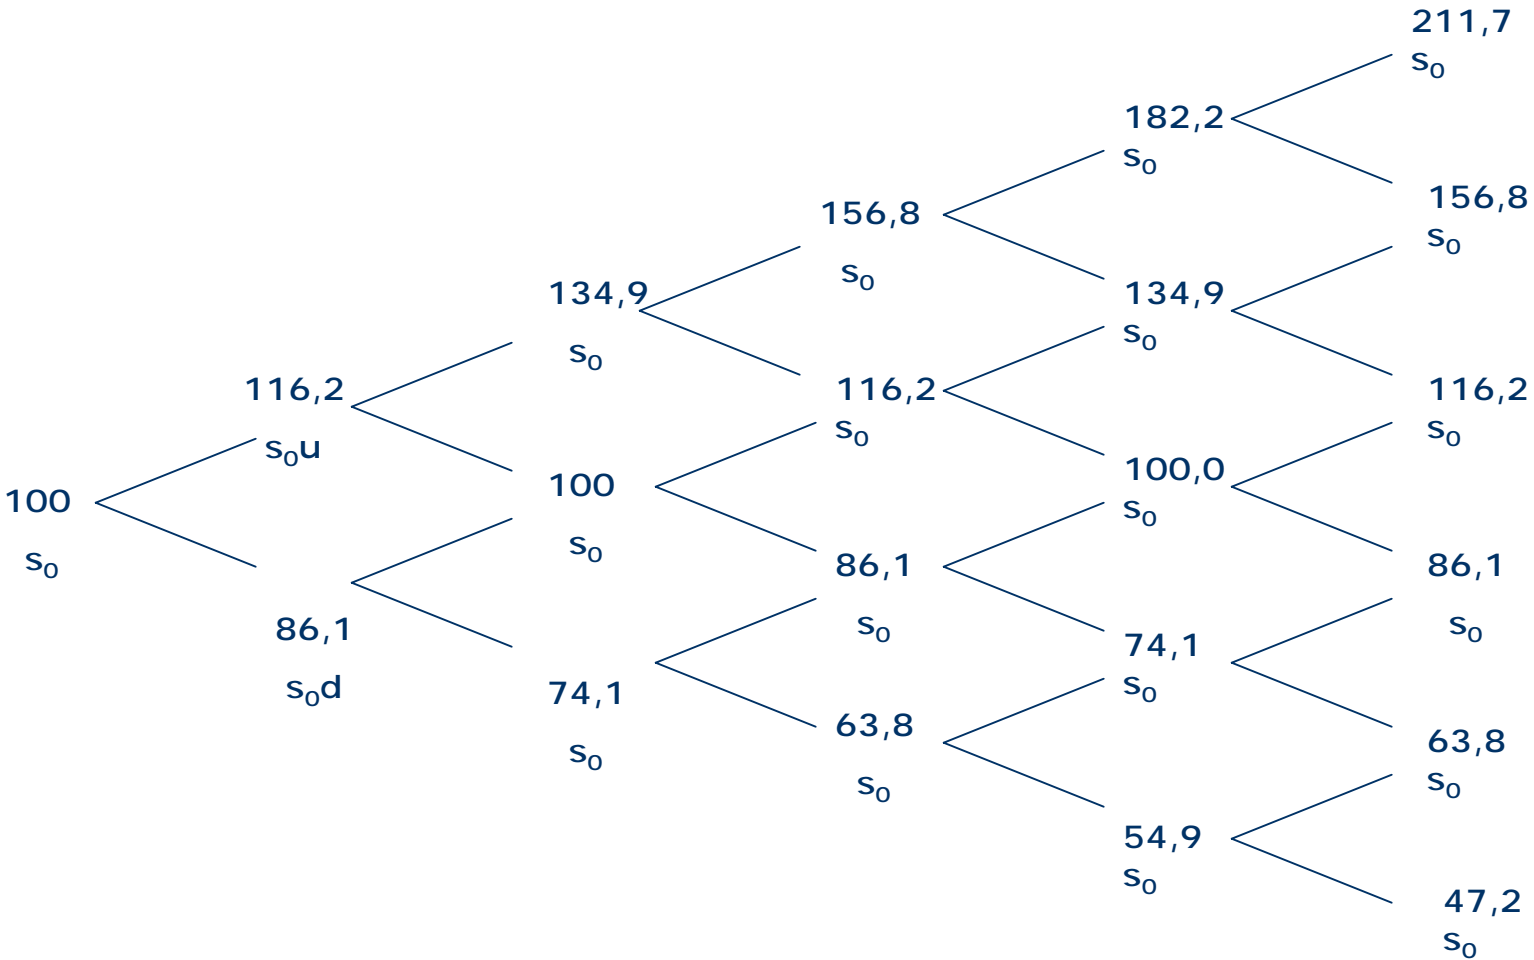 100
s₀
116,2
s₀u
86,1
s₀d
134,9
s₀
100
s₀
74,1
s₀
156,8
s₀
116,2
s₀
86,1
s₀
63,8
s₀
182,2
s₀
134,9
s₀
100,0
s₀
74,1
s₀
54,9
s₀
211,7
s₀
156,8
s₀
116,2
s₀
86,1
s₀
63,8
s₀
47,2
s₀